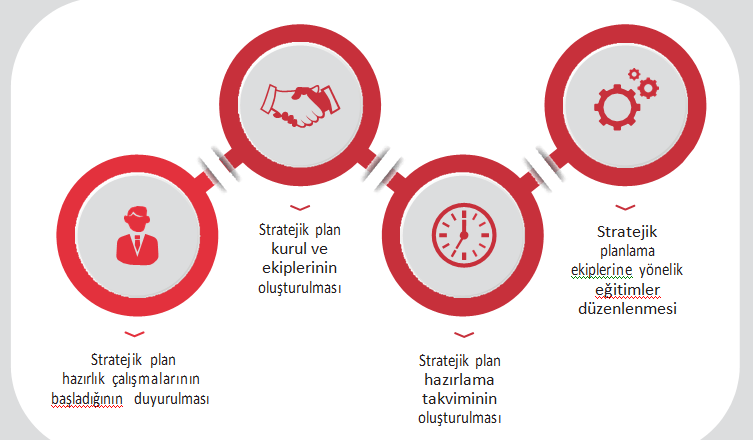 Stratejik plan
hazırlık çalışmalarının
başladığının duyurulması
Stratejik plan
kurul ve
ekiplerinin
oluşturulması
Stratejik plan
hazırlama
takviminin
oluşturulması
Stratejik
planlama
ekiplerine yönelik
eğitimler
düzenlenmesi